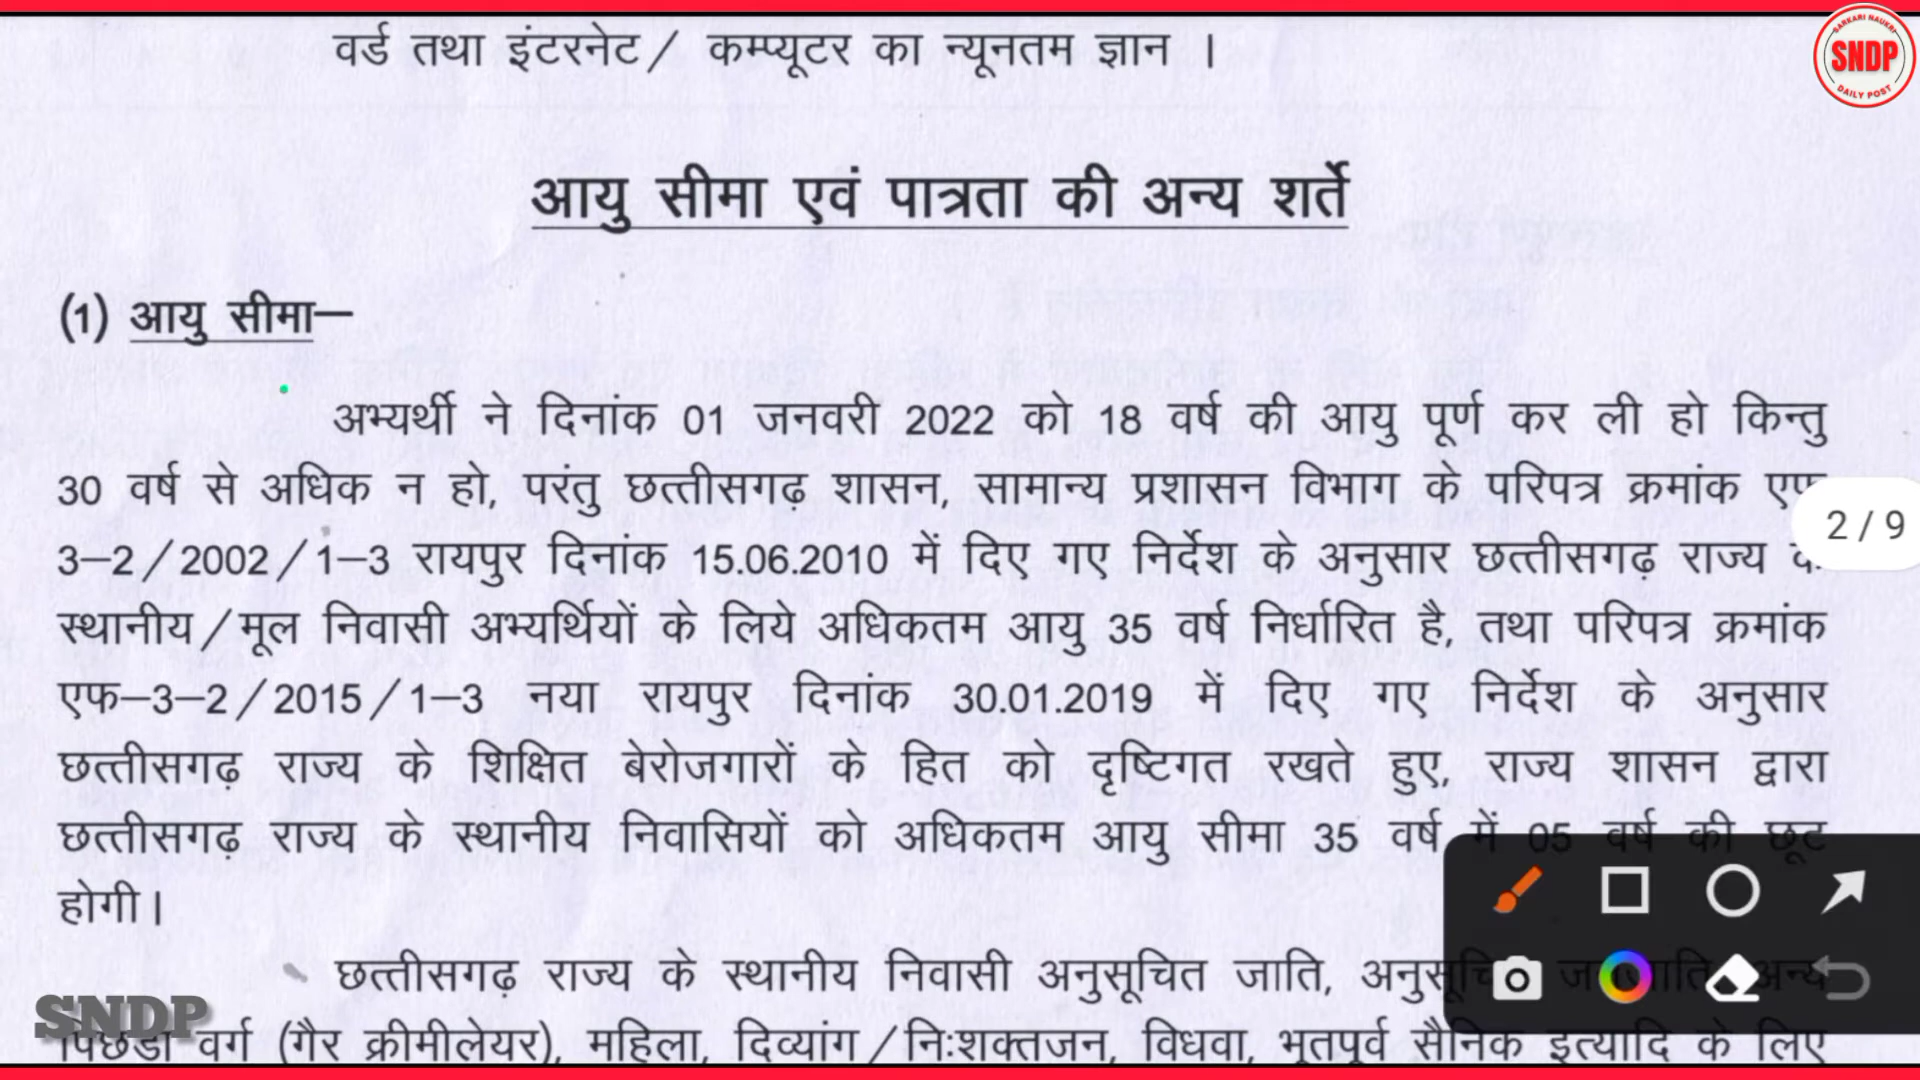 वर्ड तथा इंटरनेट/ कम्प्यूटर का न्यूनतम ज्ञान ।
SARKARI NAUKRI
SNDP
DAILY POST
आयु सीमा एवं पात्रता की अन्य शर्ते
(1) आयु सीमा—
अभ्यर्थी ने दिनांक 01 जनवरी 2022 को 18 वर्ष की आयु पूर्ण कर ली हो किन्तु
30 वर्ष से अधिक न हो, परंतु छत्तीसगढ़ शासन, सामान्य प्रशासन विभाग के परिपत्र क्रमांक
2 / 9
3–2/2002/1–3 रायपुर दिनांक 15.06.2010 में दिए गए निर्देश के अनुसार छत्तीसगढ़ राज्य
स्थानीय/मूल निवासी अभ्यर्थियों के लिये अधिकतम आयु 35 वर्ष निर्धारित है, तथा परिपत्र क्रमांक
एफ–3–2/2015/1–3 नया रायपुर दिनांक 30.01.2019 में दिए गए निर्देश के अनुसार
छत्तीसगढ़ राज्य के शिक्षित बेरोजगारों के हित को दृष्टिगत रखते हुए, राज्य शासन द्वारा
छत्तीसगढ़ राज्य के स्थानीय निवासियों को अधिकतम आयु सीमा 35 वर्ष में 05 वर्ष की छूट
होगी।
छत्तीसगढ़ राज्य के स्थानीय निवासी अनुसूचित जाति, अन्य
SNDP
पिछड़ा वर्ग (गैर क्रीमीलेयर), महिला, दिव्यांग/निःशक्तजन, विधवा, भूतपूर्व सैनिक इत्यादि के लिए